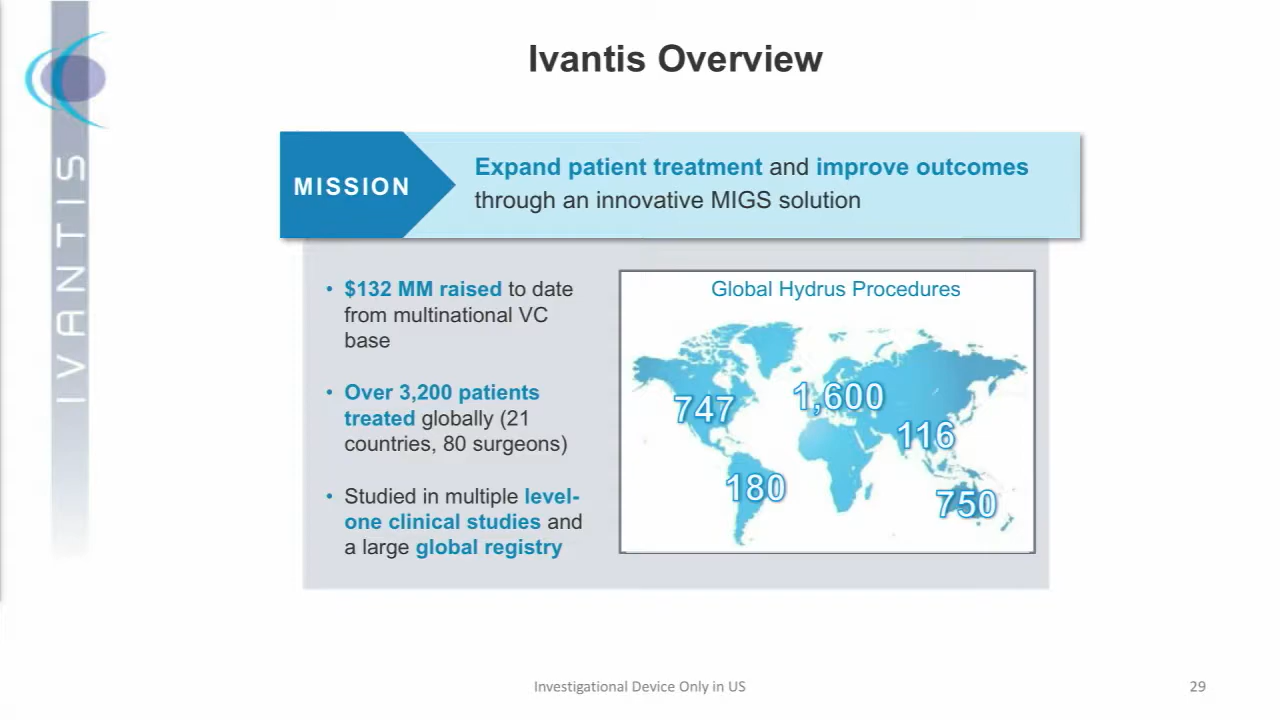 Ivantis Overview
IVANTIS
MISSION
Expand patient treatment and improve outcomes
through an innovative MIGS solution
• $132 MM raised to date
from multinational VC
base
• Over 3,200 patients
treated globally (21
countries, 80 surgeons)
• Studied in multiple level-
one clinical studies and
a large global registry
Global Hydrus Procedures
747
1,600
116
180
750
Investigational Device Only in US
29